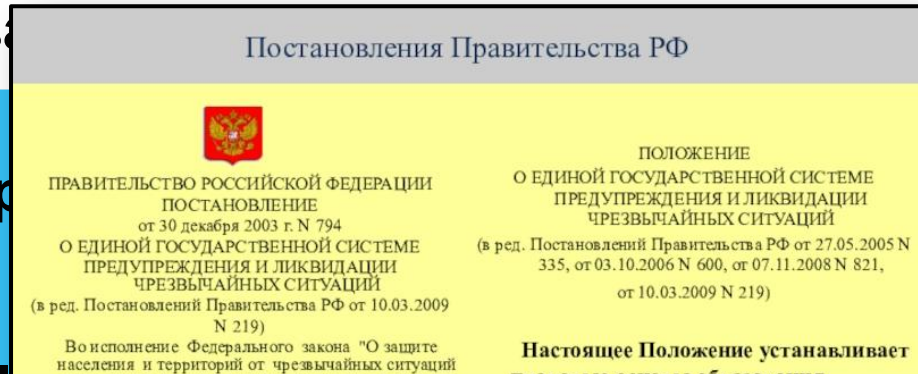 Постановления Правительства РФ
ПРАВИТЕЛЬСТВО РОССИЙСКОЙ ФЕДЕРАЦИИ
ПОСТАНОВЛЕНИЕ
от 30 декабря 2003 г. N 794
О ЕДИНОЙ ГОСУДАРСТВЕННОЙ СИСТЕМЕ
ПРЕДУПРЕЖДЕНИЯ И ЛИКВИДАЦИИ
ЧРЕЗВЫЧАЙНЫХ СИТУАЦИЙ
(в ред. Постановлений Правительства РФ от 10.03.2009
N 219)
Во исполнение Федерального закона "О защите
населения и территорий от чрезвычайных ситуаций
ПОЛОЖЕНИЕ
О ЕДИНОЙ ГОСУДАРСТВЕННОЙ СИСТЕМЕ
ПРЕДУПРЕЖДЕНИЯ И ЛИКВИДАЦИИ
ЧРЕЗВЫЧАЙНЫХ СИТУАЦИЙ
(в ред. Постановлений Правительства РФ от 27.05.2005 N
335, от 03.10.2006 N 600, от 07.11.2008 N 821,
от 10.03.2009 N 219)
Настоящее Положение устанавливает